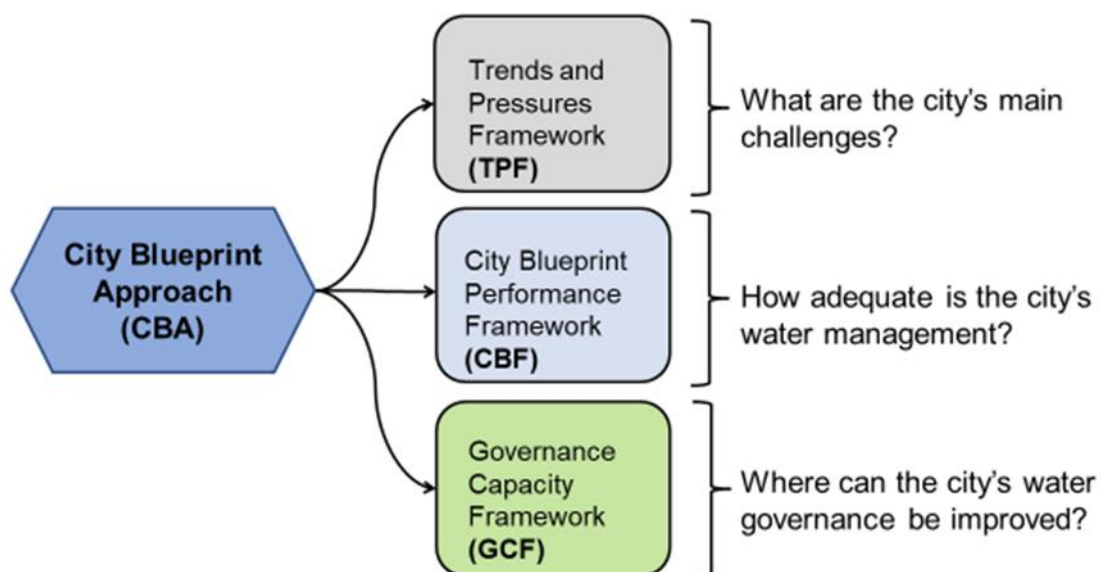 Trends and
Pressures
Framework
(TPF)
What are the city's main
challenges?
City Blueprint
Approach
(CBA)
City Blueprint
Performance
Framework
(CBF)
How adequate is the city's
water management?
Governance
Capacity
Framework
(GCF)
Where can the city's water
governance be improved?